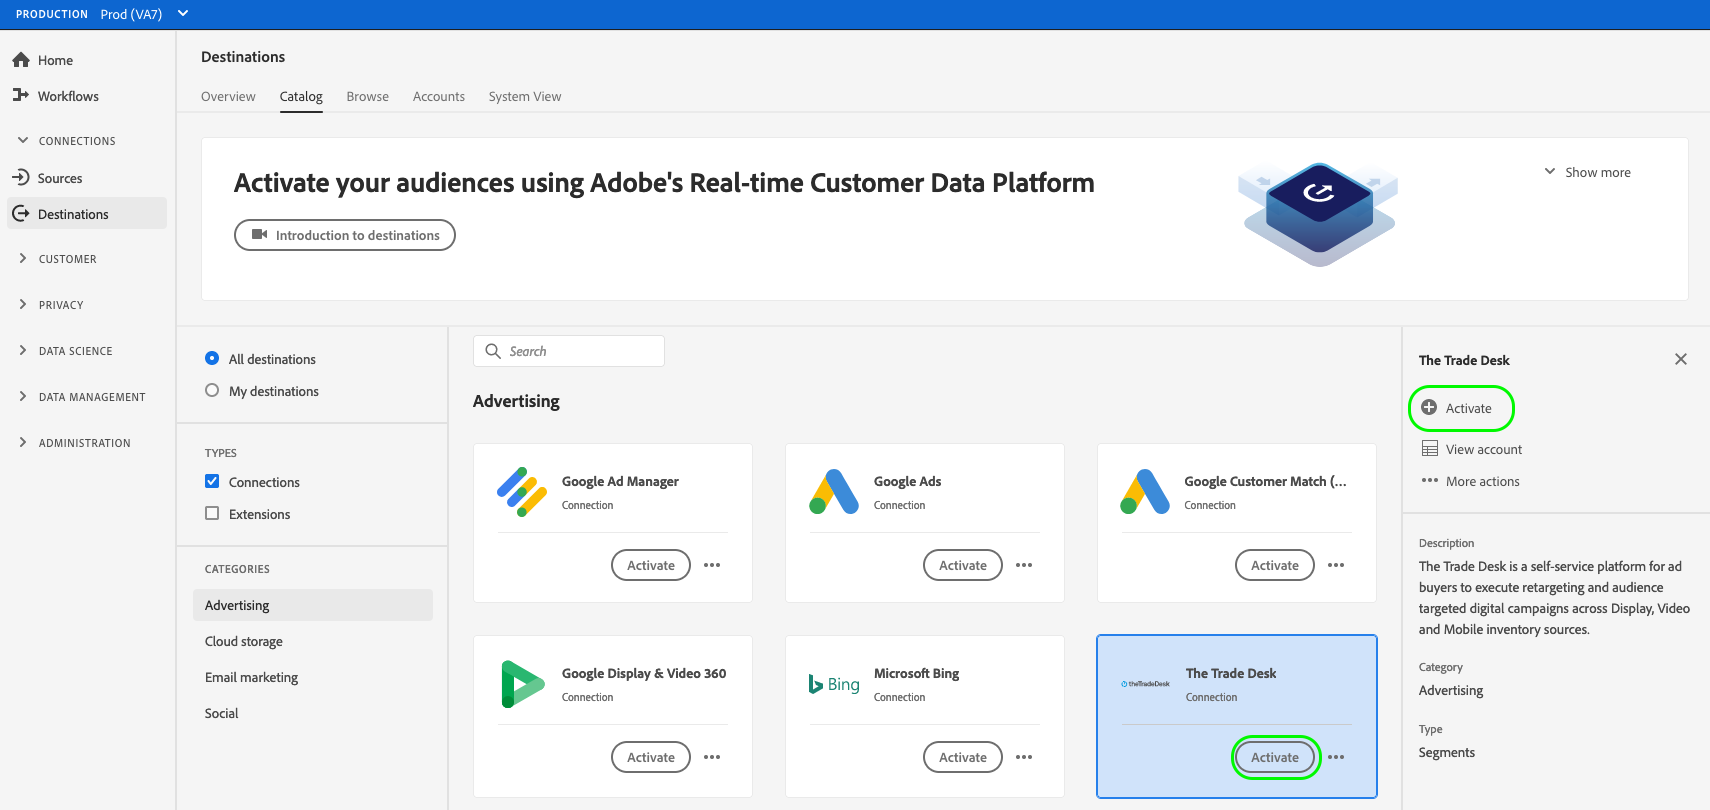 PRODUCTION Prod (VA7)
Home
Workflows
CONNECTIONS
Sources
Destinations
CUSTOMER
PRIVACY
DATA SCIENCE
DATA MANAGEMENT
ADMINISTRATION
Destinations
Overview Catalog Browse Accounts System View
Activate your audiences using Adobe's Real-time Customer Data Platform
Introduction to destinations
Show more
All destinations
My destinations
TYPES
Connections
Extensions
CATEGORIES
Advertising
Cloud storage
Email marketing
Social
Search
Advertising
Google Ad Manager
Connection
Activate
Google Ads
Connection
Activate
Google Customer Match (...
Connection
Activate
Google Display & Video 360
Connection
Activate
Bing
Microsoft Bing
Connection
Activate
theTradeDesk
The Trade Desk
Connection
Activate
The Trade Desk
Activate
View account
More actions
Description
The Trade Desk is a self-service platform for ad
buyers to execute retargeting and audience
targeted digital campaigns across Display, Video
and Mobile inventory sources.
Category
Advertising
Type
Segments